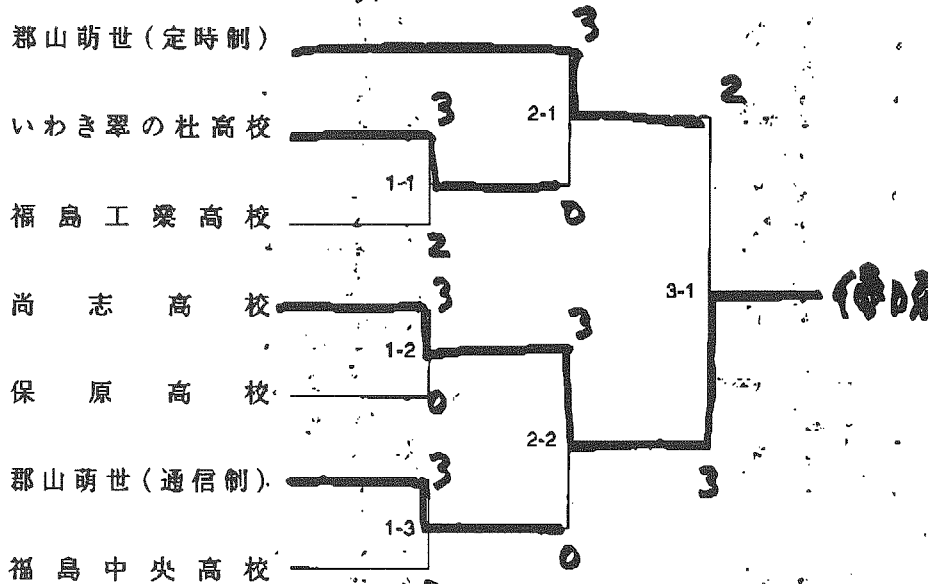 郡山萌世(定時制)
3
2
いわき翠の杜高校
3
2-1
1-1
福島工業高校
2
0
尚志高校
3
3-1
3
1-2
保原高校
0
2-2
郡山萌世(通信制)
3
3
1-3
0
福島中央高校